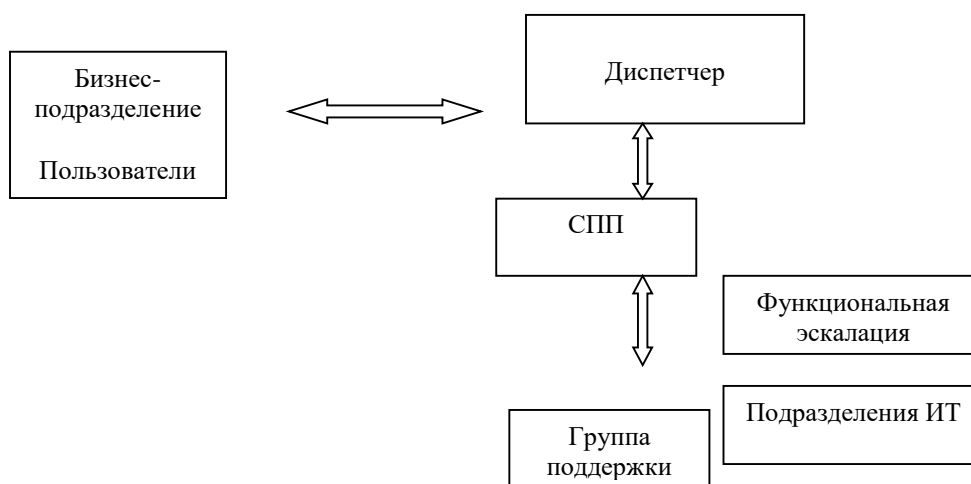 Бизнес-
подразделение
Пользователи
Диспетчер
СПП
Функциональная
эскалация
Подразделения ИТ
Группа
поддержки